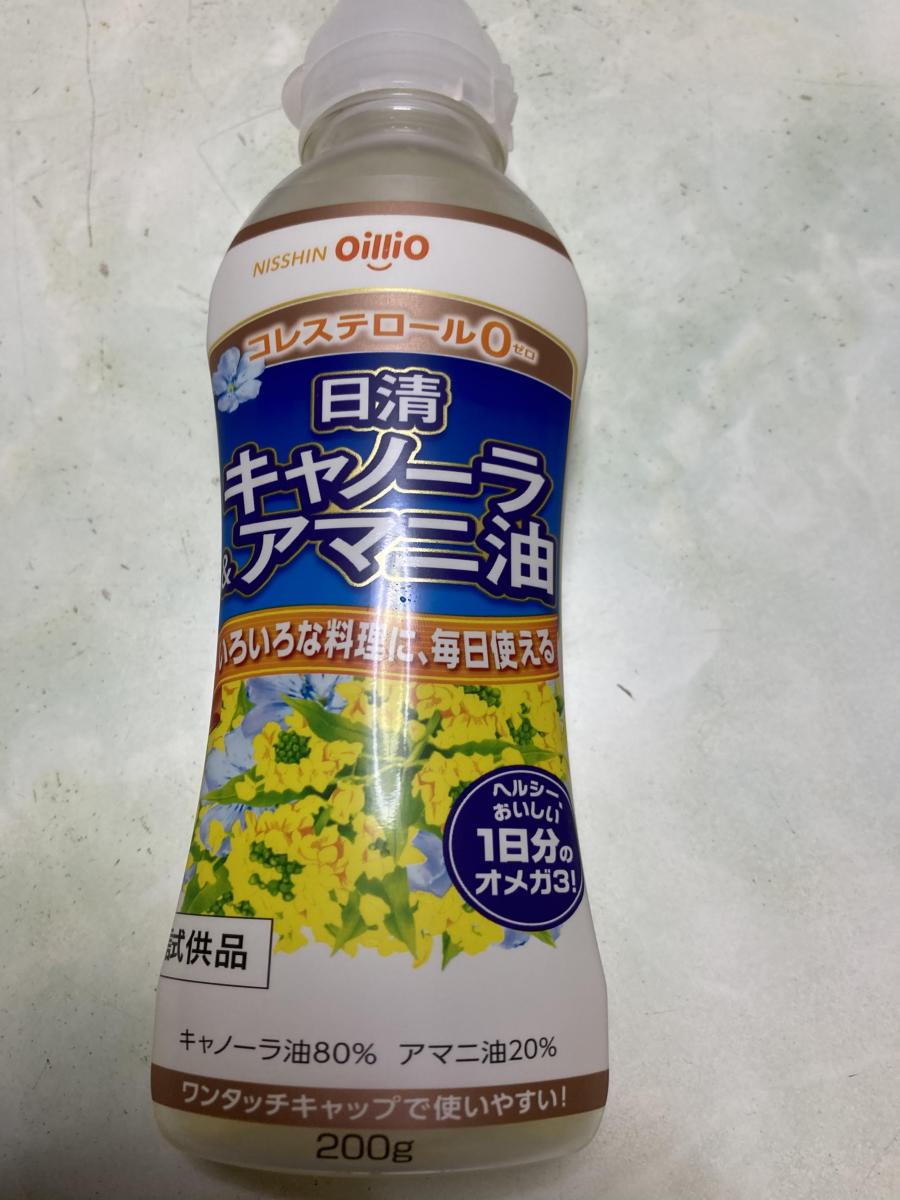 NISSHIN OilliO
コレステロール0ゼロ
日清
キャノーラ
&アマニ油
いろいろな料理に、毎日使える
ヘルシー、
おいしい
1日分の
オメガ3!
試供品
キャノーラ油80% アマニ油20%
ワンタッチキャップで使いやすい!
200g